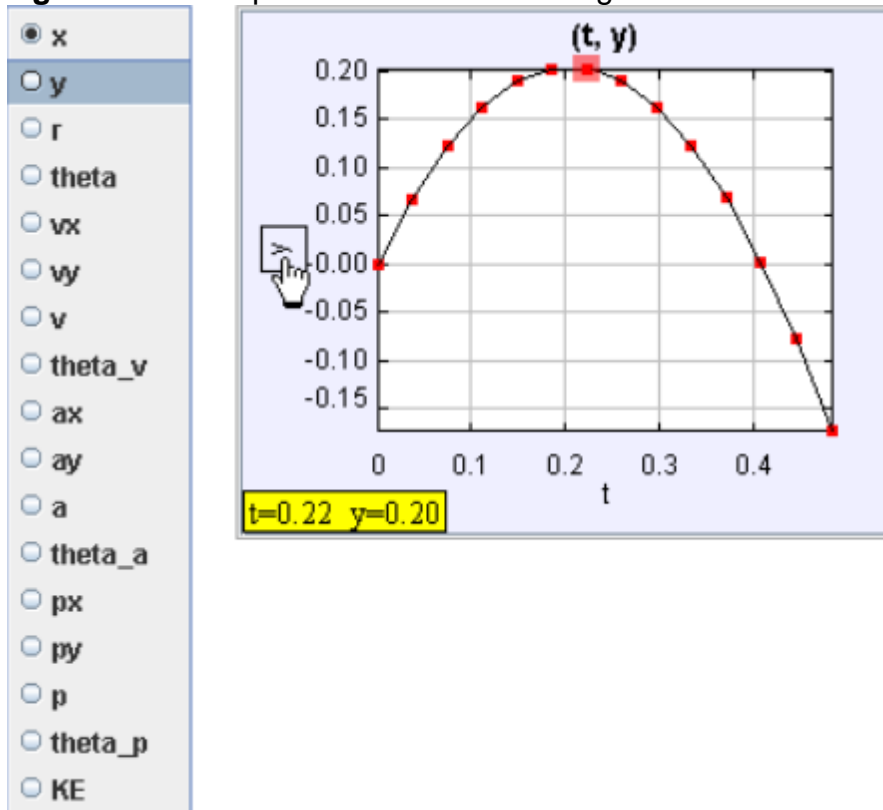 x
y
r
theta
vx
vy
v
theta_v
ax
ay
a
theta_a
px
py
p
theta_p
KE
(t, y)
0.20
0.15
0.10
0.05
0.00
-0.05
-0.10
-0.15
y
0 0.1 0.2 0.3 0.4
t
t=0.22 y=0.20